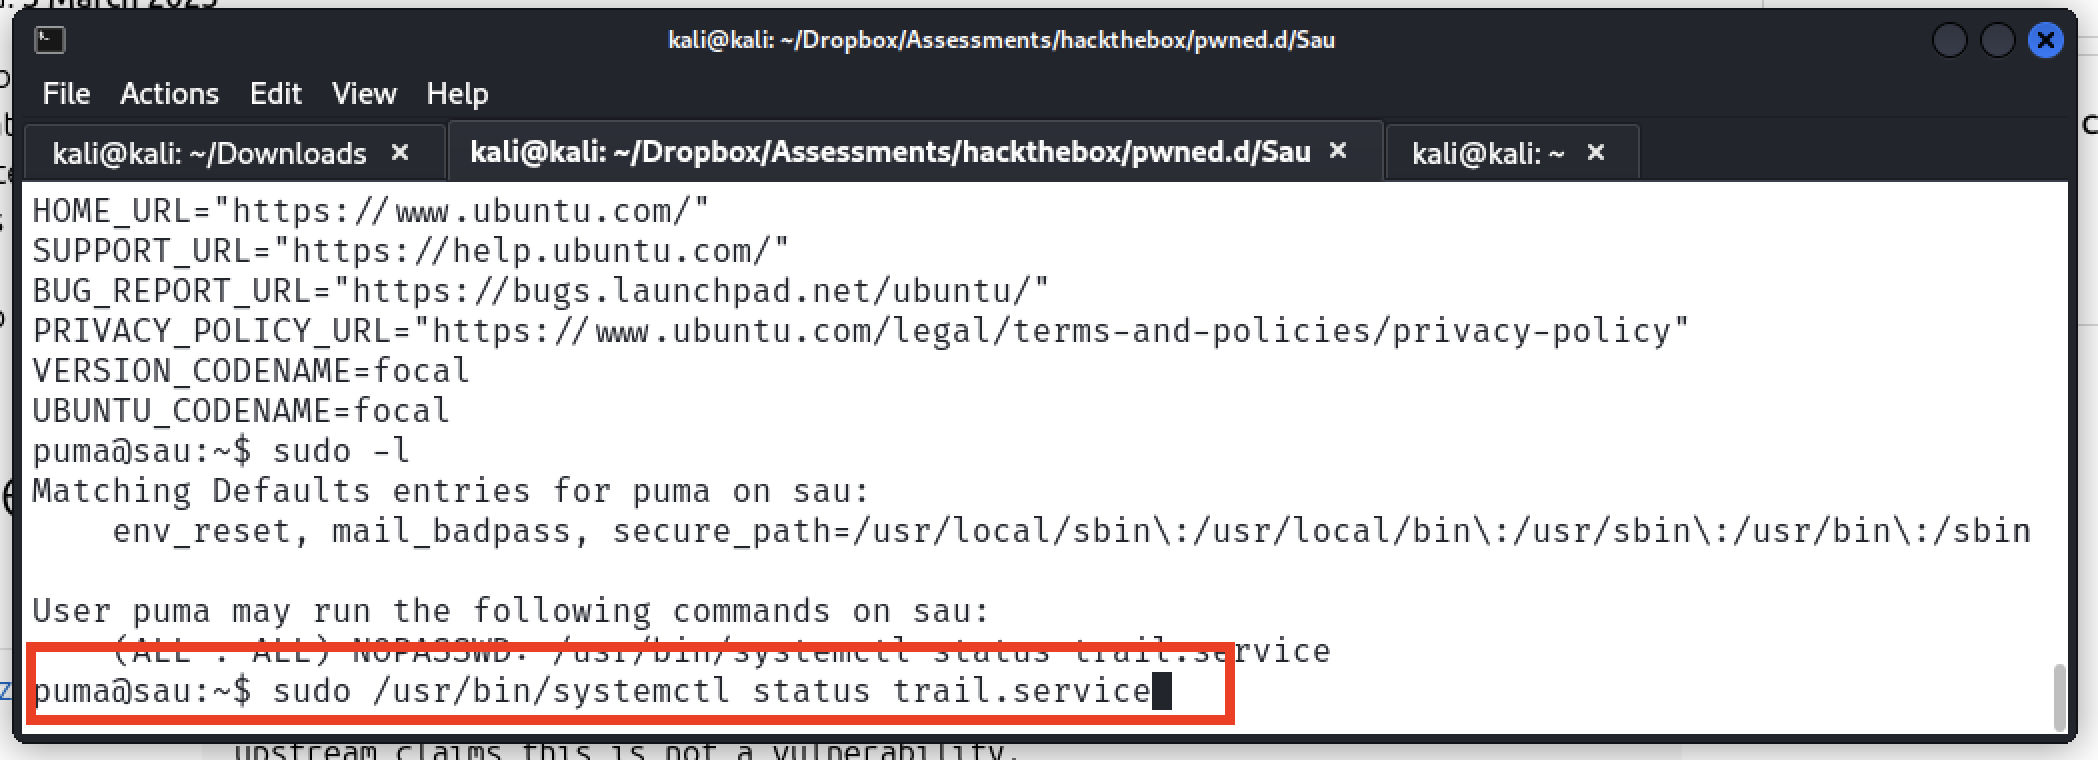 kali@kali: ~/Dropbox/Assessments/hackthebox/pwned.d/Sau
File Actions Edit View Help
kali@kali: ~/Downloads × kali@kali: ~/Dropbox/Assessments/hackthebox/pwned.d/Sau × kali@kali: ~ ×
HOME_URL="https://www.ubuntu.com/"
SUPPORT_URL="https://help.ubuntu.com/"
BUG_REPORT_URL="https://bugs.launchpad.net/ubuntu/"
PRIVACY_POLICY_URL="https://www.ubuntu.com/legal/terms-and-policies/privacy-policy"
VERSION_CODENAME=focal
UBUNTU_CODENAME=focal
puma@sau:~$ sudo -l
Matching Defaults entries for puma on sau:
    env_reset, mail_badpass, secure_path=/usr/local/sbin\:/usr/local/bin\:/usr/sbin\:/usr/bin\:/sbin

User puma may run the following commands on sau:
    (ALL : ALL) NOPASSWD: /usr/bin/systemctl status trail.service
puma@sau:~$ sudo /usr/bin/systemctl status trail.service
upstream claims this is not a vulnerability.